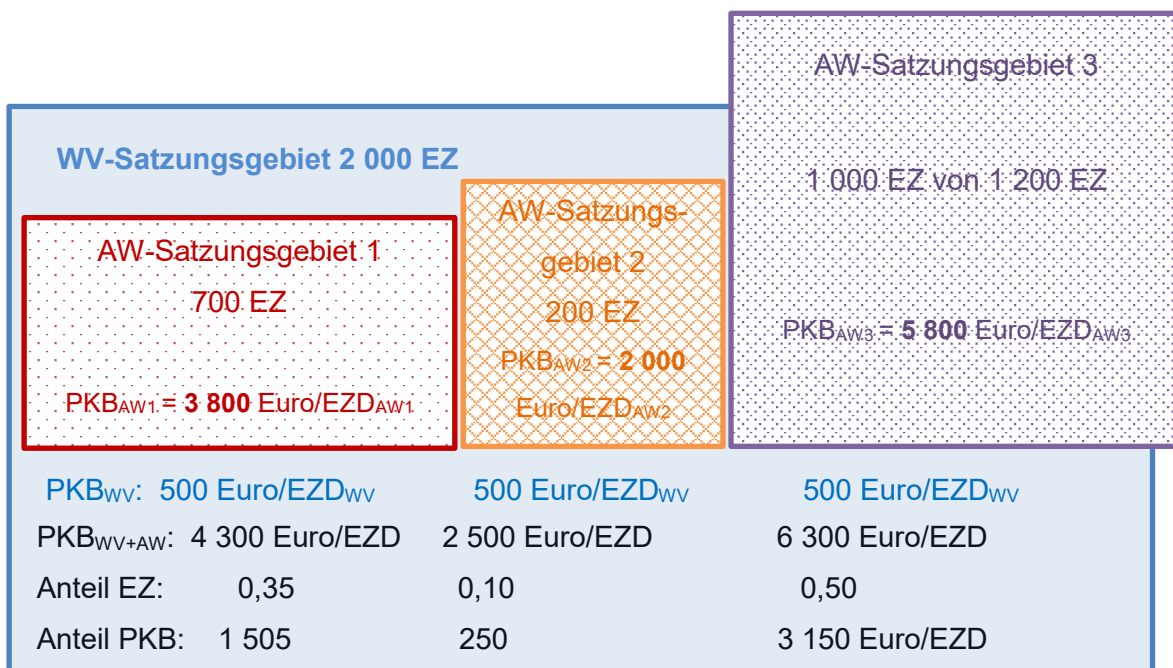 AW-Satzungsgebiet 3
WV-Satzungsgebiet 2 000 EZ
1 000 EZ von 1 200 EZ
AW-Satzungsgebiet 1
700 EZ
PKBAW1 = 3 800 Euro/EZDAW1
AW-Satzungs-
gebiet 2
200 EZ
PKBAW2 = 2 000
Euro/EZDAW2
PKBAW3 = 5 800 Euro/EZDAW3
PKBWV: 500 Euro/EZDWV 500 Euro/EZDWV 500 Euro/EZDWV
PKBWV+AW: 4 300 Euro/EZD 2 500 Euro/EZD 6 300 Euro/EZD
Anteil EZ: 0,35 0,10 0,50
Anteil PKB: 1 505 250 3 150 Euro/EZD